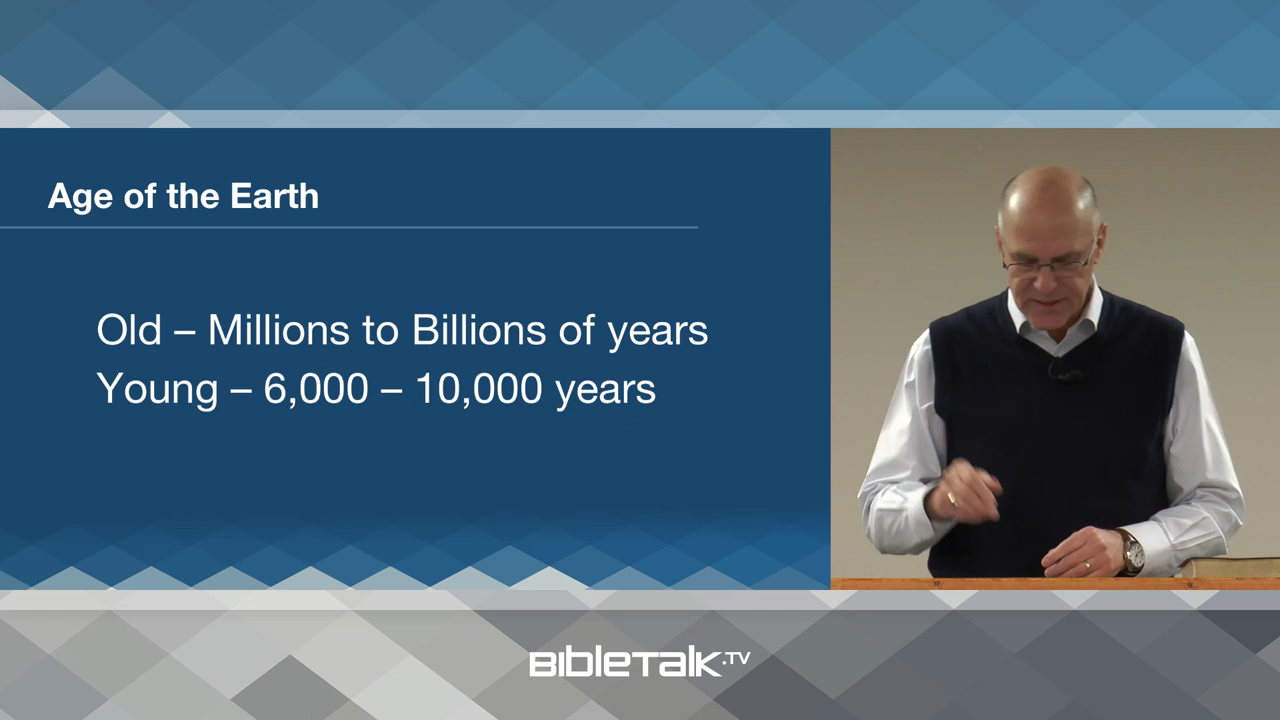 Age of the Earth
Old – Millions to Billions of years
Young – 6,000 – 10,000 years
BIBLETALK.TV